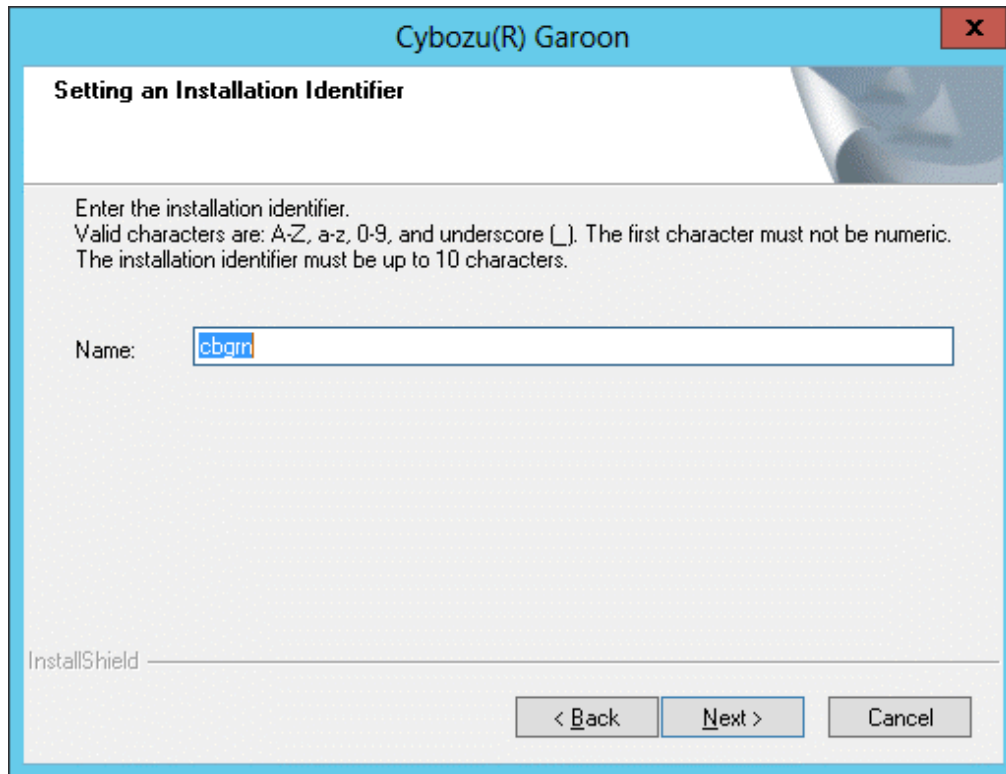 Cybozu(R) Garoon
x
Setting an Installation Identifier
Enter the installation identifier.
Valid characters are: A-Z, a-z, 0-9, and underscore (_). The first character must not be numeric.
The installation identifier must be up to 10 characters.
Name: cbgrn
InstallShield
< Back Next > Cancel